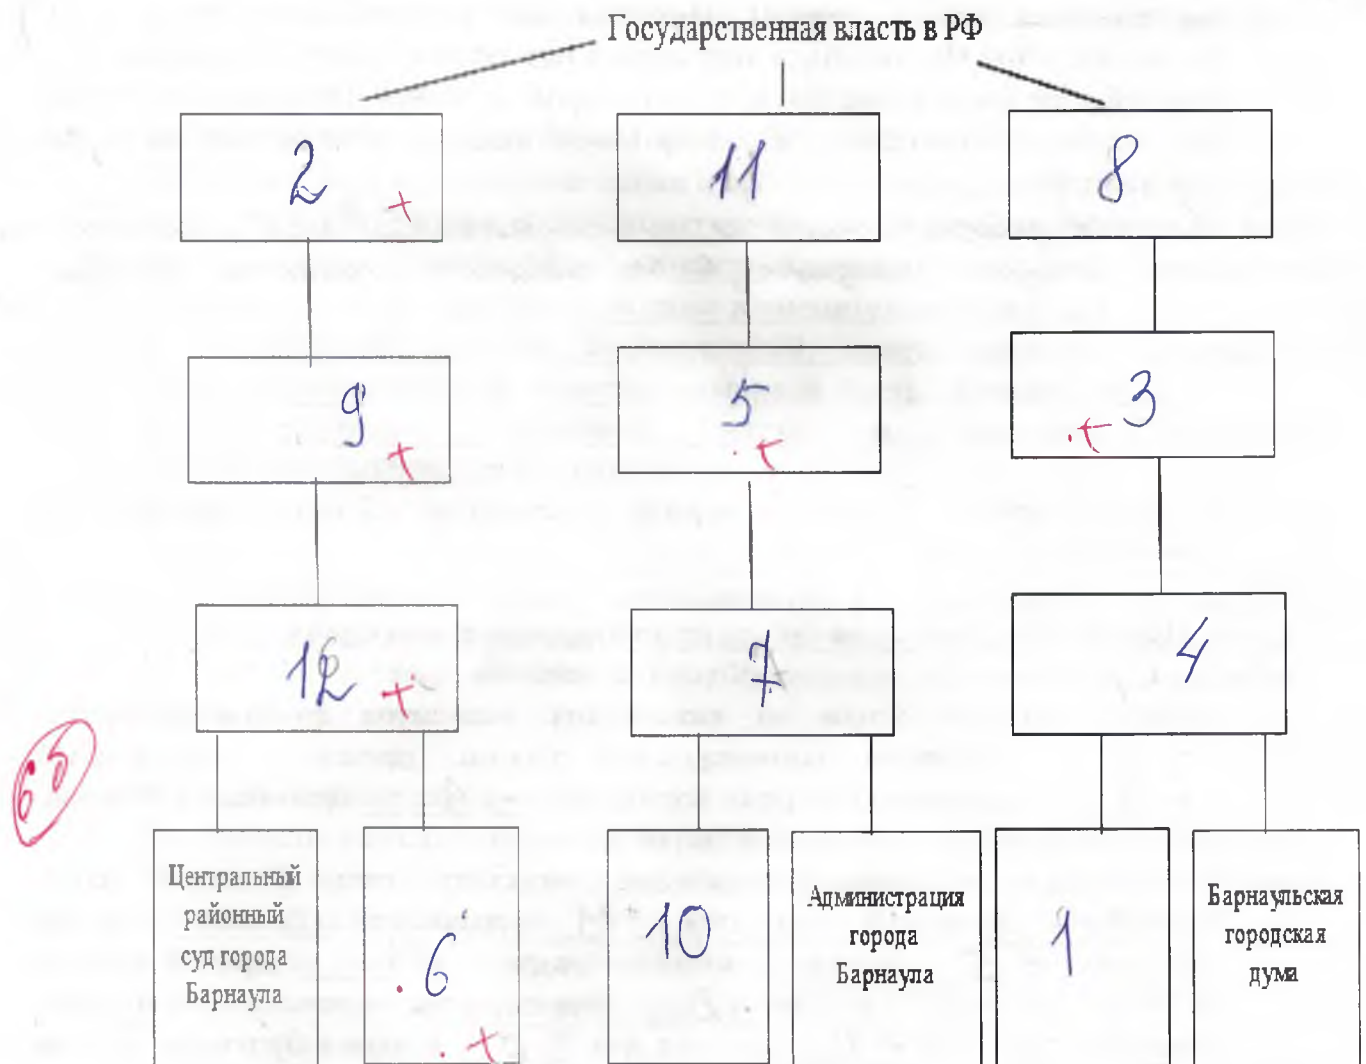 Государственная власть в РФ
2 +
11
8
9 +
5 +
3 +
12 +
7
4
6б
Центральный
районный
суд города
Барнаула
6 +
10
Администрация
города
Барнаула
1
Барнаульская
городская
дума